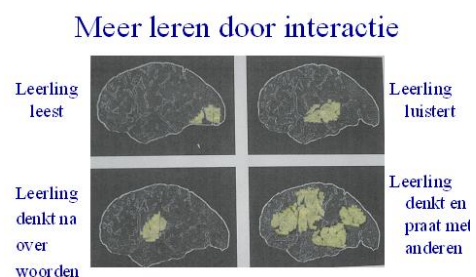 Meer leren door interactie
Leerling
leest
Leerling
luistert
Leerling
denkt na
over
woorden
Leerling
denkt en
praat met
anderen